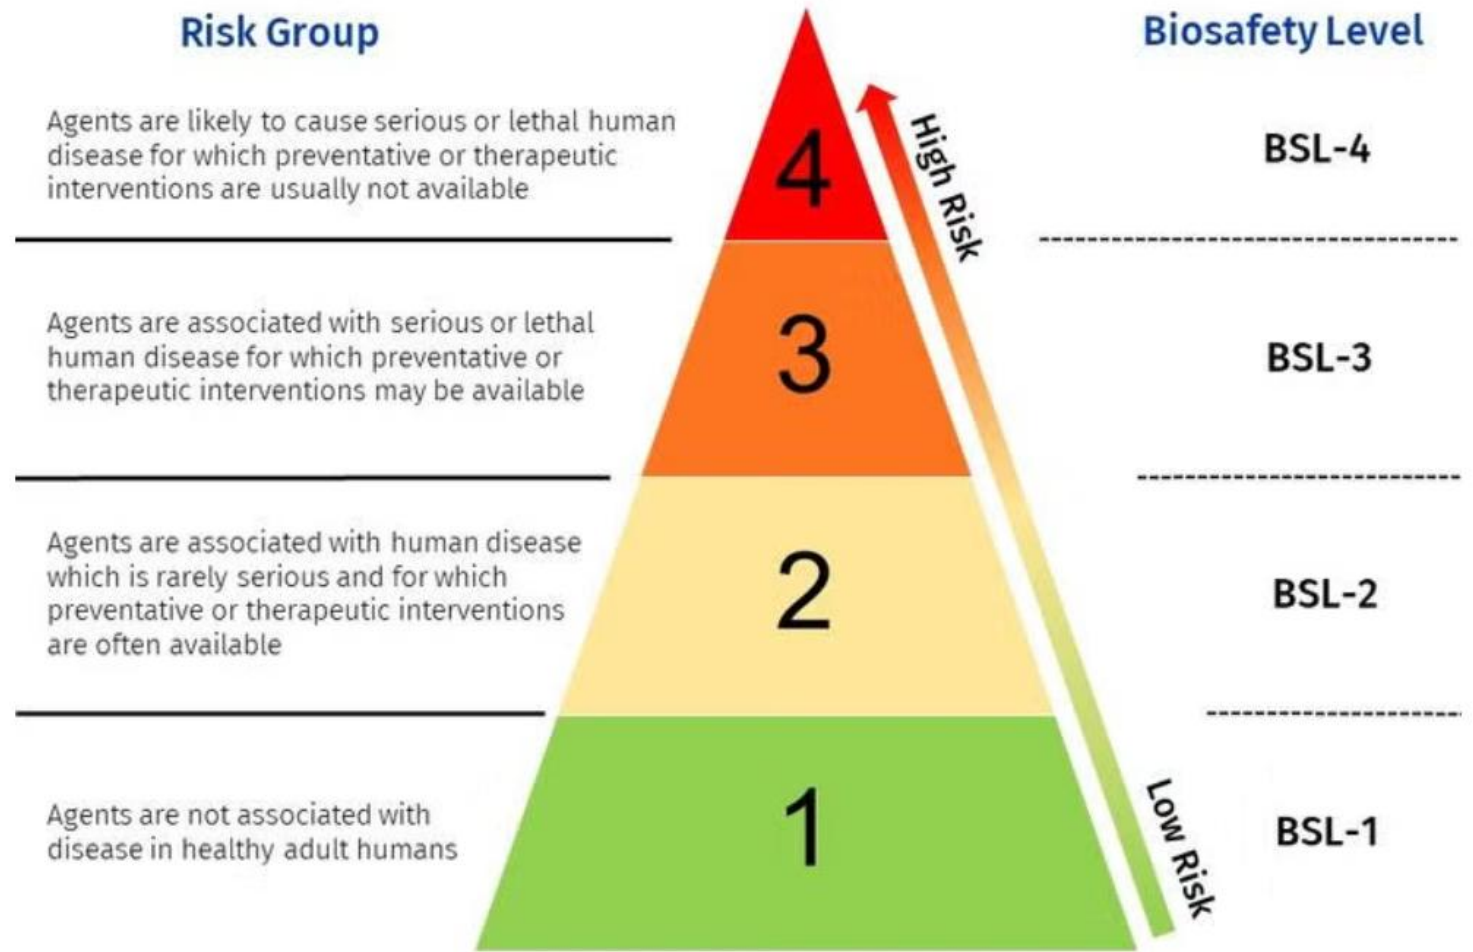 Risk Group
Biosafety Level
Agents are likely to cause serious or lethal human
disease for which preventative or therapeutic
interventions are usually not available
4
High Risk
BSL-4
Agents are associated with serious or lethal
human disease for which preventative or
therapeutic interventions may be available
3
BSL-3
Agents are associated with human disease
which is rarely serious and for which
preventative or therapeutic interventions
are often available
2
BSL-2
Agents are not associated with
disease in healthy adult humans
1
Low Risk
BSL-1